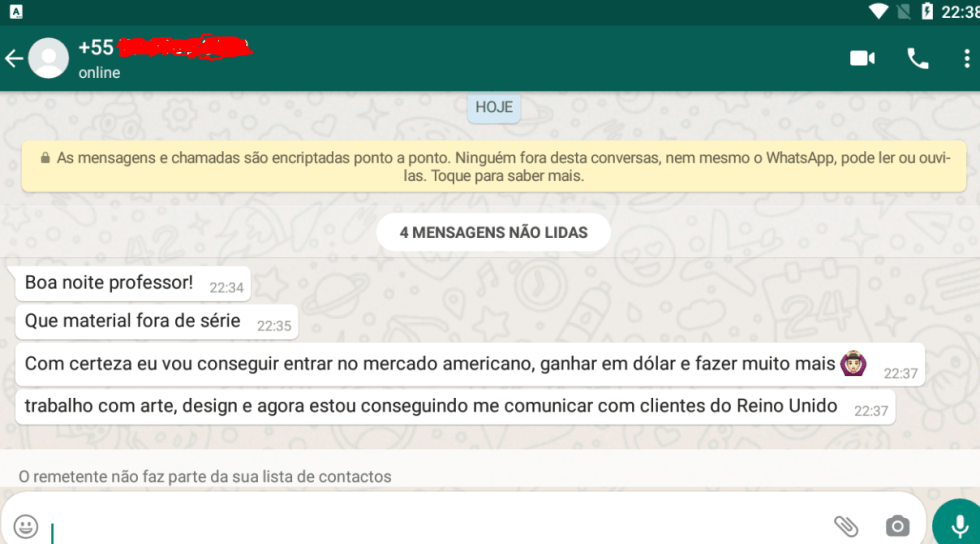 22:38
+55
online
HOJE
As mensagens e chamadas são encriptadas ponto a ponto. Ninguém fora desta conversas, nem mesmo o WhatsApp, pode ler ou ouvi-
las. Toque para saber mais.
4 MENSAGENS NÃO LIDAS
Boa noite professor! 22:34
Que material fora de série 22:35
Com certeza eu vou conseguir entrar no mercado americano, ganhar em dólar e fazer muito mais 22:37
trabalho com arte, design e agora estou conseguindo me comunicar com clientes do Reino Unido 22:37
O remetente não faz parte da sua lista de contactos